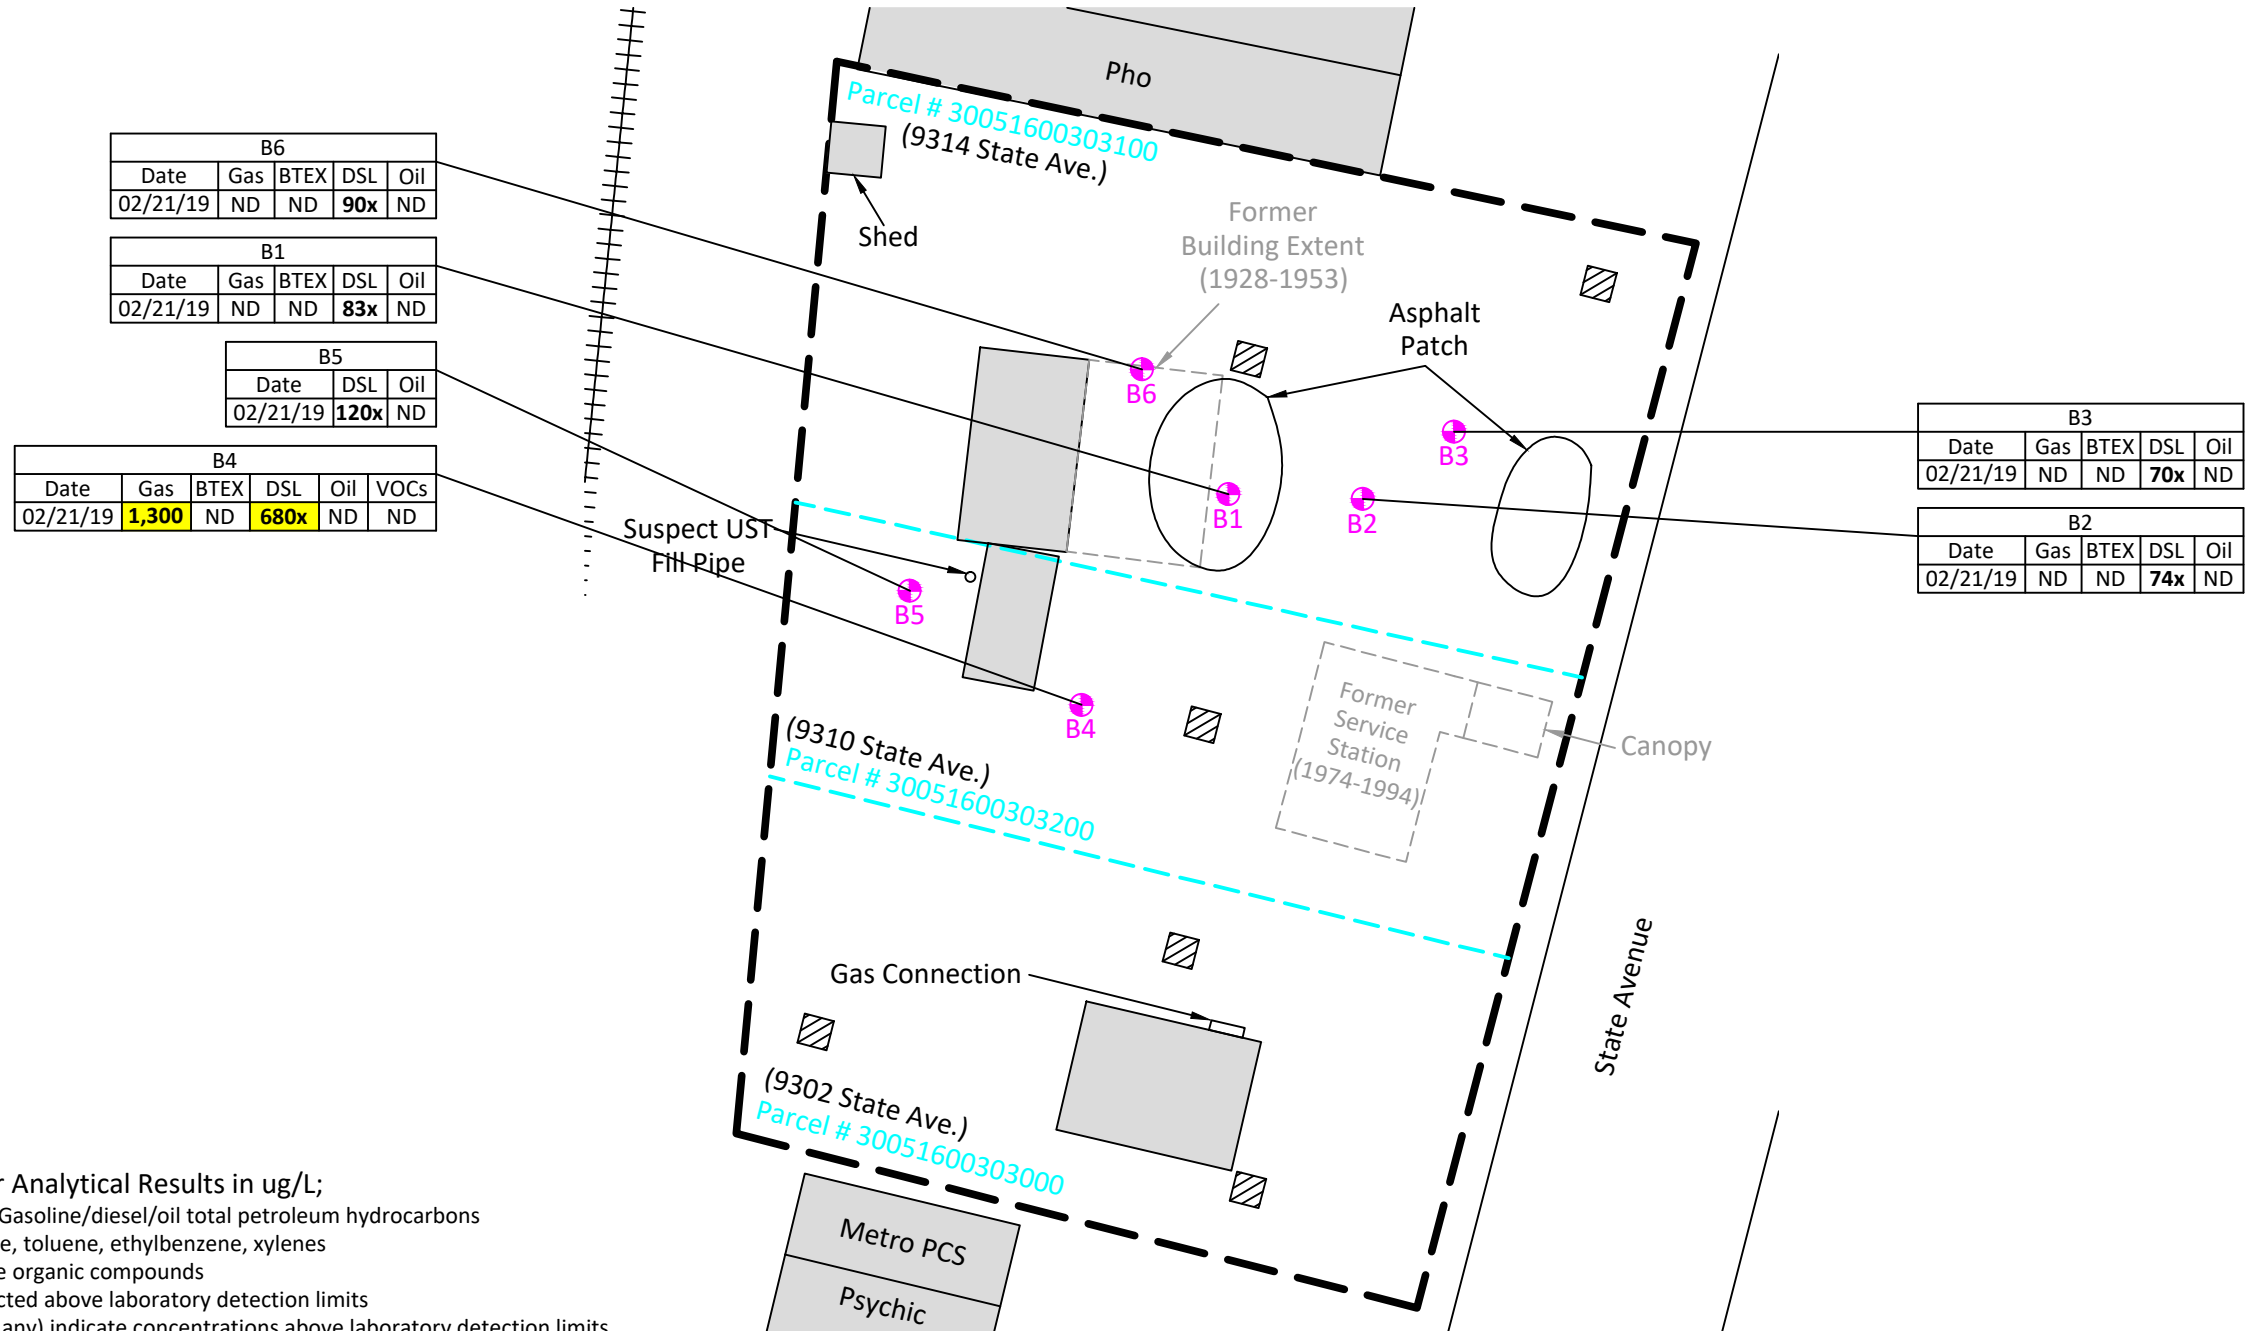 Pho
Parcel # 30051600303100
(9314 State Ave.)
B6
Date Gas BTEX DSL Oil
02/21/19 ND ND 90x ND
B1
Date Gas BTEX DSL Oil
02/21/19 ND ND 83x ND
B5
Date DSL Oil
02/21/19 120x ND
B4
Date Gas BTEX DSL Oil VOCs
02/21/19 1,300 ND 680x ND ND
Shed
Former
Building Extent
(1928-1953)
Asphalt
Patch
B6
B3
B1
B2
B3
Date Gas BTEX DSL Oil
02/21/19 ND ND 70x ND
B2
Date Gas BTEX DSL Oil
02/21/19 ND ND 74x ND
Suspect UST
Fill Pipe
B5
B4
Former
Service
Station
(1974-1994)
Canopy
(9310 State Ave.)
Parcel # 30051600303200
Gas Connection
State Avenue
(9302 State Ave.)
Parcel # 30051600303000
Metro PCS
Psychic
r Analytical Results in ug/L;
Gasoline/diesel/oil total petroleum hydrocarbons
e, toluene, ethylbenzene, xylenes
e organic compounds
cted above laboratory detection limits
any) indicate concentrations above laboratory detection limits